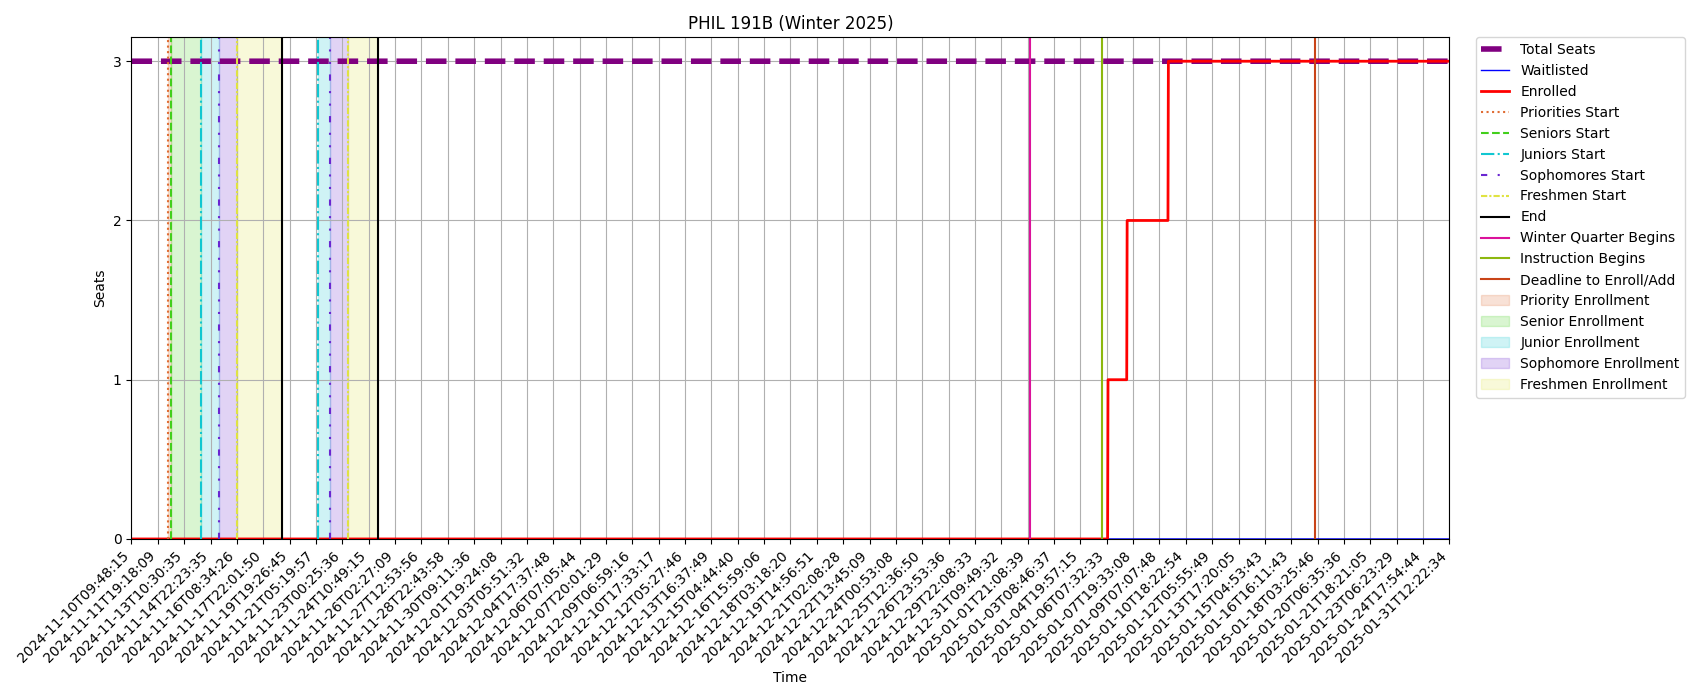 PHIL 191B (Winter 2025)
Seats
3
2
1
0
2024-11-10T09:48:15
2024-11-11T19:18:09
2024-11-13T10:30:35
2024-11-14T22:23:35
2024-11-16T08:34:26
2024-11-17T22:01:50
2024-11-19T19:26:45
2024-11-21T05:19:57
2024-11-23T00:25:36
2024-11-24T10:49:15
2024-11-26T02:27:09
2024-11-27T12:53:56
2024-11-28T22:43:58
2024-11-30T09:11:36
2024-12-01T19:24:08
2024-12-03T05:51:32
2024-12-04T17:37:48
2024-12-06T07:05:44
2024-12-07T20:01:29
2024-12-09T06:59:16
2024-12-10T17:33:17
2024-12-12T05:27:46
2024-12-13T16:37:49
2024-12-15T04:44:40
2024-12-16T15:59:06
2024-12-18T03:18:20
2024-12-19T14:56:51
2024-12-21T02:08:28
2024-12-22T13:45:09
2024-12-24T00:53:08
2024-12-25T12:36:50
2024-12-26T23:53:36
2024-12-29T22:08:33
2024-12-31T09:49:32
2025-01-01T21:08:39
2025-01-03T08:46:37
2025-01-04T19:57:15
2025-01-06T07:32:33
2025-01-07T19:33:08
2025-01-09T07:07:48
2025-01-10T18:22:54
2025-01-12T05:55:49
2025-01-13T17:20:05
2025-01-15T04:53:43
2025-01-16T16:11:43
2025-01-18T03:25:46
2025-01-20T06:35:36
2025-01-21T18:21:05
2025-01-23T06:23:29
2025-01-24T17:54:44
2025-01-31T12:22:34
Time
Total Seats
Waitlisted
Enrolled
Priorities Start
Seniors Start
Juniors Start
Sophomores Start
Freshmen Start
End
Winter Quarter Begins
Instruction Begins
Deadline to Enroll/Add
Priority Enrollment
Senior Enrollment
Junior Enrollment
Sophomore Enrollment
Freshmen Enrollment